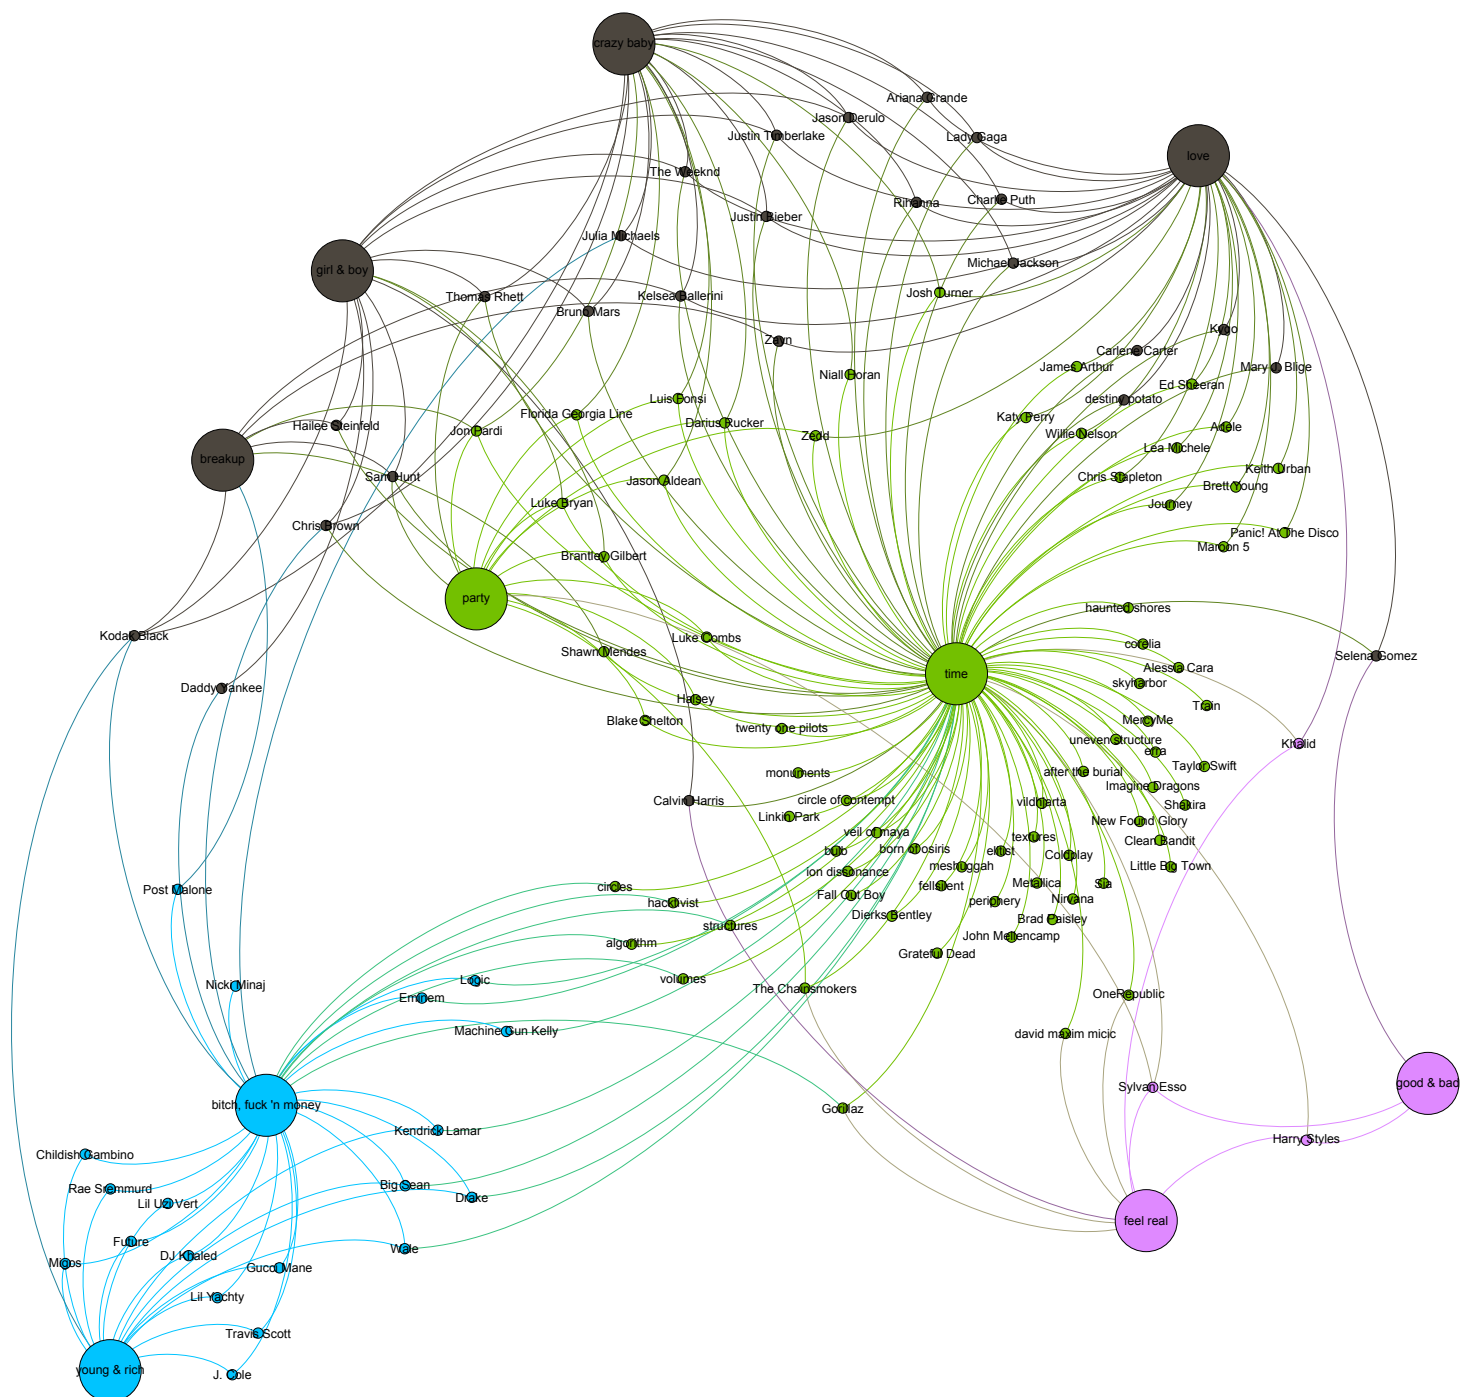 crazy baby
Ariana Grande
Jason Derulo
Justin Timberlake
Lady Gaga
love
The Weeknd
Rihanna
Charlie Puth
Justin Bieber
Julia Michaels
Michael Jackson
girl & boy
Josh Turner
Thomas Rhett
Kelsea Ballerini
Bruno Mars
Kygo
Zayn
Carlene Carter
James Arthur
Mary J. Blige
Niall Horan
Ed Sheeran
Luis Fonsi
destiny potato
Florida Georgia Line
Katy Perry
Hailee Steinfeld
Darius Rucker
Adele
Jon Pardi
Zedd
Willie Nelson
Lea Michele
breakup
Keith Urban
Sam Hunt
Jason Aldean
Chris Stapleton
Brett Young
Luke Bryan
Journey
Chris Brown
Panic! At The Disco
Maroon 5
Brantley Gilbert
party
haunted shores
Kodak Black
Luke Combs
corelia
Shawn Mendes
Selena Gomez
Alessia Cara
time
skyharbor
Daddy Yankee
Halsey
Train
Blake Shelton
MercyMe
twenty one pilots
uneven structure
Khalid
erra
Taylor Swift
monuments
after the burial
Imagine Dragons
Calvin Harris
circle of contempt
vildhjarta
Shakira
Linkin Park
New Found Glory
veil of maya
textures
Clean Bandit
bulb
born of osiris
elitist
Coldplay
meshuggah
Little Big Town
ion dissonance
Metallica
Sia
fellsilent
Post Malone
circles
Fall Out Boy
Nirvana
hacktivist
periphery
Dierks Bentley
Brad Paisley
structures
John Mellencamp
algorithm
Grateful Dead
volumes
Logic
Nicki Minaj
The Chainsmokers
OneRepublic
Eminem
Machine Gun Kelly
david maxim micic
good & bad
Sylvan Esso
bitch, fuck 'n money
Gorillaz
Kendrick Lamar
Harry Styles
Childish Gambino
Big Sean
Rae Sremmurd
Drake
Lil Uzi Vert
feel real
Future
Wale
DJ Khaled
Migos
Gucci Mane
Lil Yachty
Travis Scott
young & rich
J. Cole